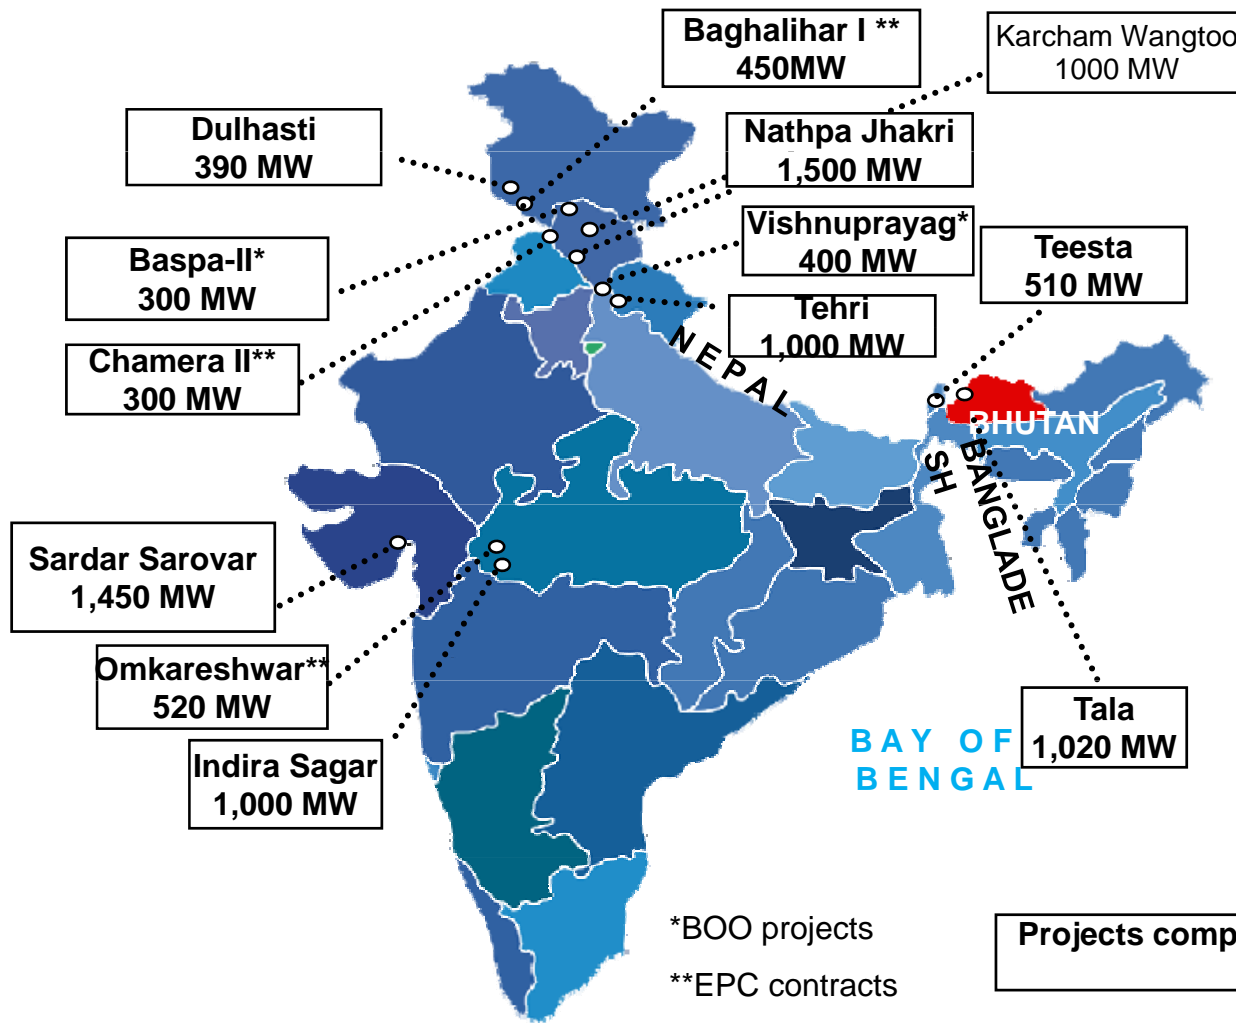 Baghalihar I **
450MW
Karcham Wangtoo
1000 MW
Dulhasti
390 MW
Nathpa Jhakri
1,500 MW
Vishnuprayag*
400 MW
Teesta
510 MW
Baspa-II*
300 MW
Tehri
1,000 MW
Chamera II**
300 MW
NEPAL
BHUTAN
BANGLADE
SH
Sardar Sarovar
1,450 MW
Omkareshwar**
520 MW
Tala
1,020 MW
Indira Sagar
1,000 MW
BAY OF
BENGAL
*BOO projects
**EPC contracts
Projects comp